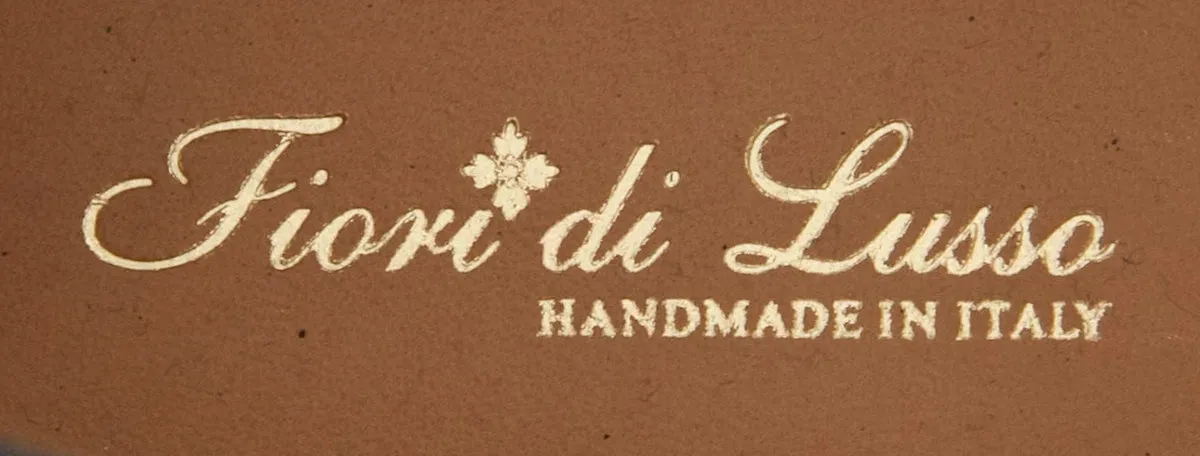 Fiori di Lusso
HANDMADE IN ITALY